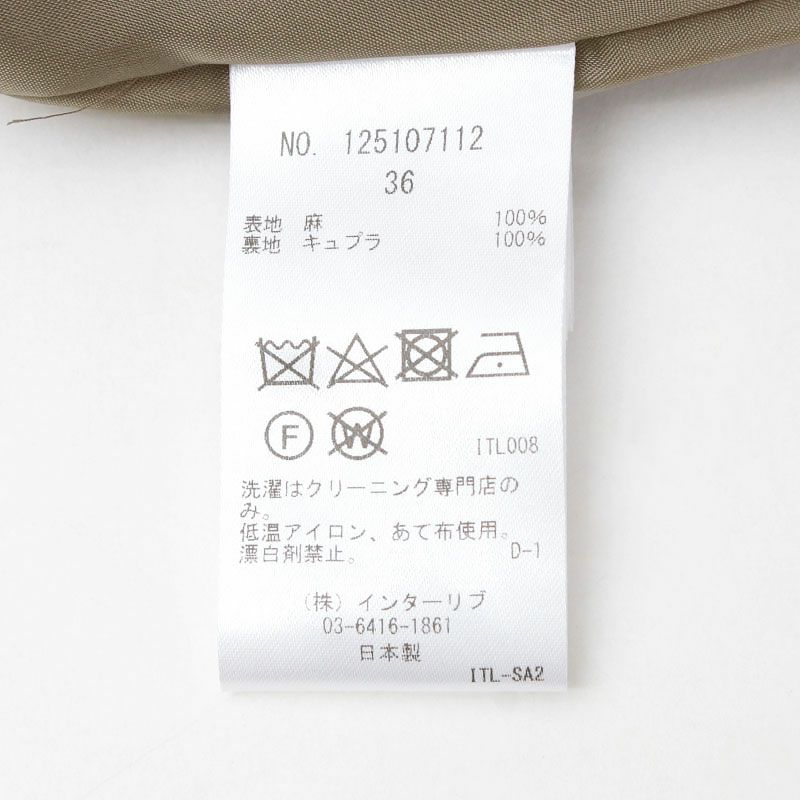 NO. 125107112
36
表地 麻 100%
裏地 キュプラ 100%
F
W
ITL008
洗濯はクリーニング専門店の
み。
低温アイロン、あて布使用。
漂白剤禁止。 D-1
(株)インターリブ
03-6416-1861
日本製
ITL-SA2